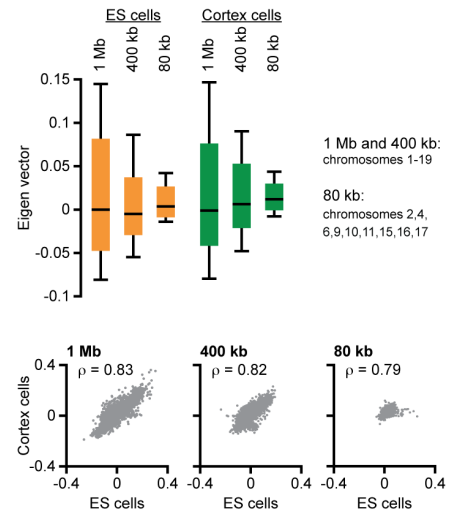 ES cells Cortex cells
1 Mb 400 kb 80 kb 1 Mb 400 kb 80 kb
0.15
0.10
0.05
0
-0.05
-0.1
Eigen vector
1 Mb and 400 kb:
chromosomes 1-19
80 kb:
chromosomes 2,4,
6,9,10,11,15,16,17
1 Mb 400 kb 80 kb
ρ = 0.83 ρ = 0.82 ρ = 0.79
0.4
0
-0.4
Cortex cells
-0.4 0 0.4 -0.4 0 0.4 -0.4 0 0.4
ES cells ES cells ES cells